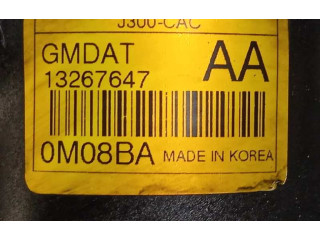 J300-CAC
GMDAT AA
13267647
0M08BA MADE IN KOREA